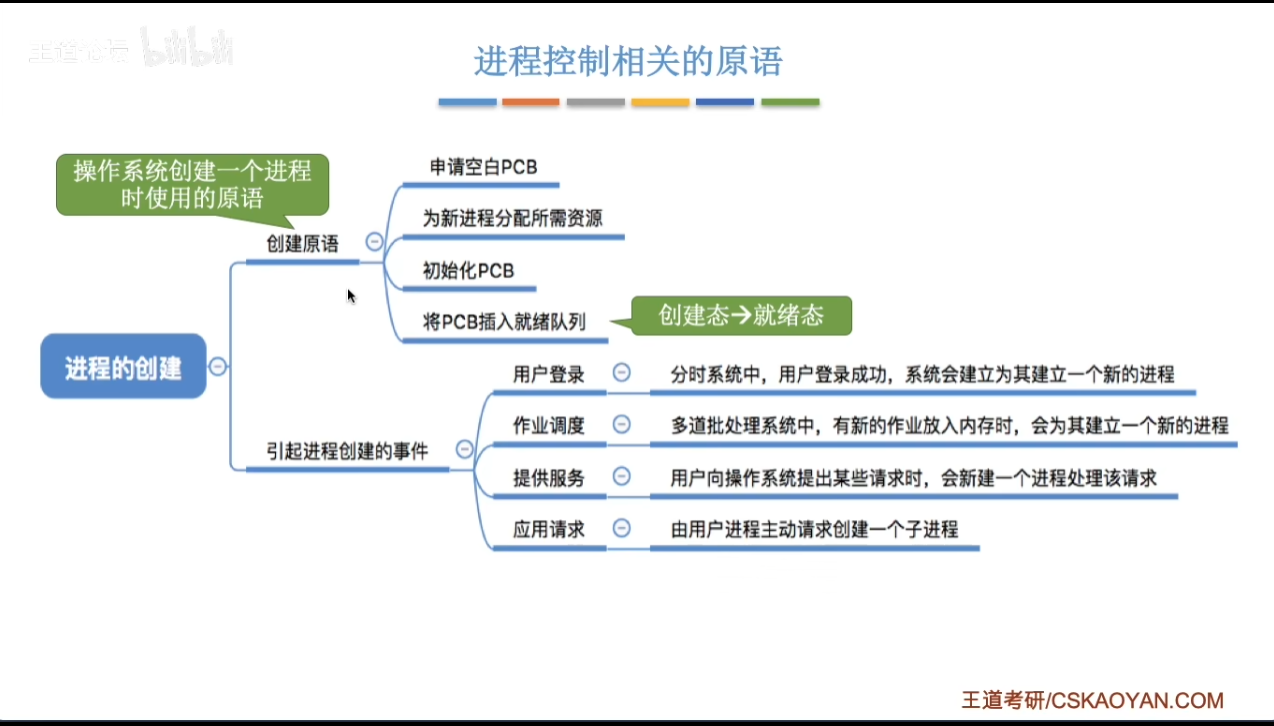 王道论坛 bilibili
进程控制相关的原语
操作系统创建一个进程
时使用的原语
创建原语
申请空白PCB
为新进程分配所需资源
初始化PCB
将PCB插入就绪队列
创建态→就绪态
进程的创建
引起进程创建的事件
用户登录
分时系统中，用户登录成功，系统会建立为其建立一个新的进程
作业调度
多道批处理系统中，有新的作业放入内存时，会为其建立一个新的进程
提供服务
用户向操作系统提出某些请求时，会新建一个进程处理该请求
应用请求
由用户进程主动请求创建一个子进程
王道考研/CSKAOYAN.COM